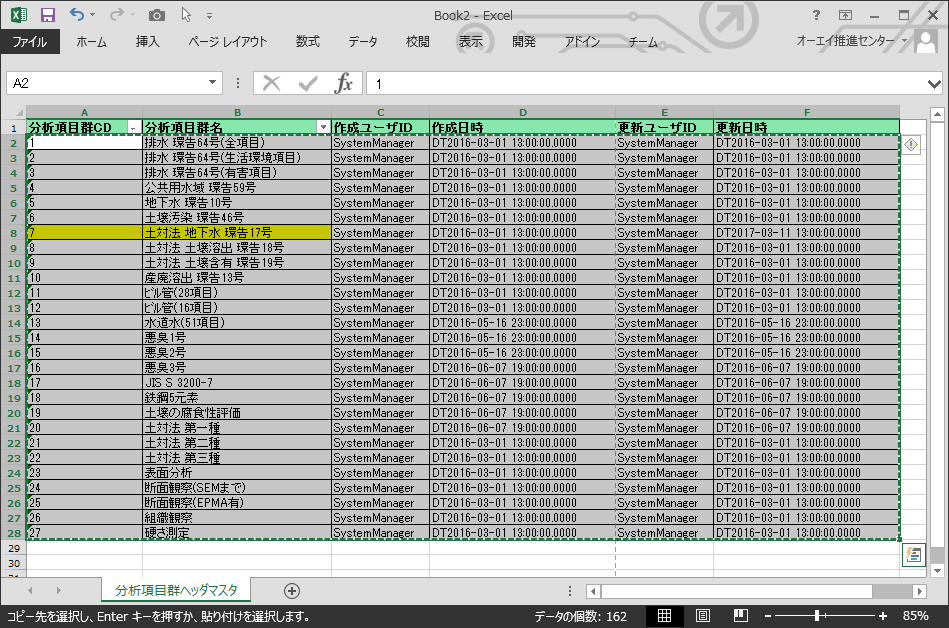 Book2 - Excel
ファイル ホーム 挿入 ページ レイアウト 数式 データ 校閲 表示 開発 アドイン チーム オーエイ推進センター
A2 fx 1
A B C D E F
1 分析項目群CD 分析項目群名 作成ユーザID 作成日時 更新ユーザID 更新日時
2 1 排水 環告64号(全項目) SystemManager DT2016-03-01 13:00:00.0000 SystemManager DT2016-03-01 13:00:00.0000
3 2 排水 環告64号(生活環境項目) SystemManager DT2016-03-01 13:00:00.0000 SystemManager DT2016-03-01 13:00:00.0000
4 3 排水 環告64号(有害項目) SystemManager DT2016-03-01 13:00:00.0000 SystemManager DT2016-03-01 13:00:00.0000
5 4 公共用水域 環告59号 SystemManager DT2016-03-01 13:00:00.0000 SystemManager DT2016-03-01 13:00:00.0000
6 5 地下水 環告10号 SystemManager DT2016-03-01 13:00:00.0000 SystemManager DT2016-03-01 13:00:00.0000
7 6 土壌汚染 環告46号 SystemManager DT2016-03-01 13:00:00.0000 SystemManager DT2016-03-01 13:00:00.0000
8 7 土対法 地下水 環告17号 SystemManager DT2016-03-01 13:00:00.0000 SystemManager DT2017-03-11 13:00:00.0000
9 8 土対法 土壌溶出 環告18号 SystemManager DT2016-03-01 13:00:00.0000 SystemManager DT2016-03-01 13:00:00.0000
10 9 土対法 土壌含有 環告19号 SystemManager DT2016-03-01 13:00:00.0000 SystemManager DT2016-03-01 13:00:00.0000
11 10 産廃溶出 環告13号 SystemManager DT2016-03-01 13:00:00.0000 SystemManager DT2016-03-01 13:00:00.0000
12 11 ビル管(28項目) SystemManager DT2016-03-01 13:00:00.0000 SystemManager DT2016-03-01 13:00:00.0000
13 12 ビル管(16項目) SystemManager DT2016-03-01 13:00:00.0000 SystemManager DT2016-03-01 13:00:00.0000
14 13 水道水(51項目) SystemManager DT2016-05-16 23:00:00.0000 SystemManager DT2016-05-16 23:00:00.0000
15 14 悪臭1号 SystemManager DT2016-05-16 23:00:00.0000 SystemManager DT2016-05-16 23:00:00.0000
16 15 悪臭2号 SystemManager DT2016-05-16 23:00:00.0000 SystemManager DT2016-05-16 23:00:00.0000
17 16 悪臭3号 SystemManager DT2016-06-07 19:00:00.0000 SystemManager DT2016-06-07 19:00:00.0000
18 17 JIS S 3200-7 SystemManager DT2016-06-07 19:00:00.0000 SystemManager DT2016-06-07 19:00:00.0000
19 18 鉄鋼5元素 SystemManager DT2016-06-07 19:00:00.0000 SystemManager DT2016-06-07 19:00:00.0000
20 19 土壌の腐食性評価 SystemManager DT2016-06-07 19:00:00.0000 SystemManager DT2016-06-07 19:00:00.0000
21 20 土対法 第一種 SystemManager DT2016-06-07 19:00:00.0000 SystemManager DT2016-06-07 19:00:00.0000
22 21 土対法 第二種 SystemManager DT2016-03-01 13:00:00.0000 SystemManager DT2016-03-01 13:00:00.0000
23 22 土対法 第三種 SystemManager DT2016-03-01 13:00:00.0000 SystemManager DT2016-03-01 13:00:00.0000
24 23 表面分析 SystemManager DT2016-03-01 13:00:00.0000 SystemManager DT2016-03-01 13:00:00.0000
25 24 断面観察(SEMまで) SystemManager DT2016-03-01 13:00:00.0000 SystemManager DT2016-03-01 13:00:00.0000
26 25 断面観察(EPMA有) SystemManager DT2016-03-01 13:00:00.0000 SystemManager DT2016-03-01 13:00:00.0000
27 26 組織観察 SystemManager DT2016-03-01 13:00:00.0000 SystemManager DT2016-03-01 13:00:00.0000
28 27 硬さ測定 SystemManager DT2016-03-01 13:00:00.0000 SystemManager DT2016-03-01 13:00:00.0000
29
30
分析項目群ヘッダマスタ
コピー先を選択し、Enter キーを押すか、貼り付けを選択します。 データの個数: 162 85%